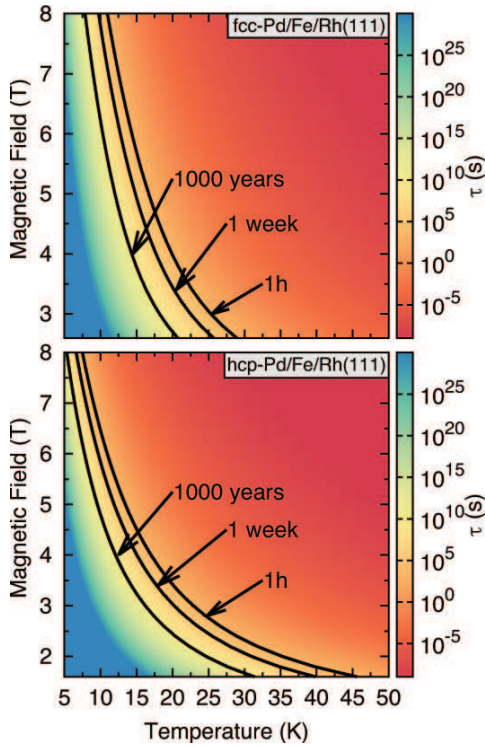 fcc-Pd/Fe/Rh(111)
8
7
6
5
4
3
Magnetic Field (T)
1000 years
1 week
1h
10^25
10^20
10^15
10^10
10^5
10^0
10^-5
τ (s)
hcp-Pd/Fe/Rh(111)
8
7
6
5
4
3
2
Magnetic Field (T)
1000 years
1 week
1h
10^25
10^20
10^15
10^10
10^5
10^0
10^-5
τ (s)
5 10 15 20 25 30 35 40 45 50
Temperature (K)